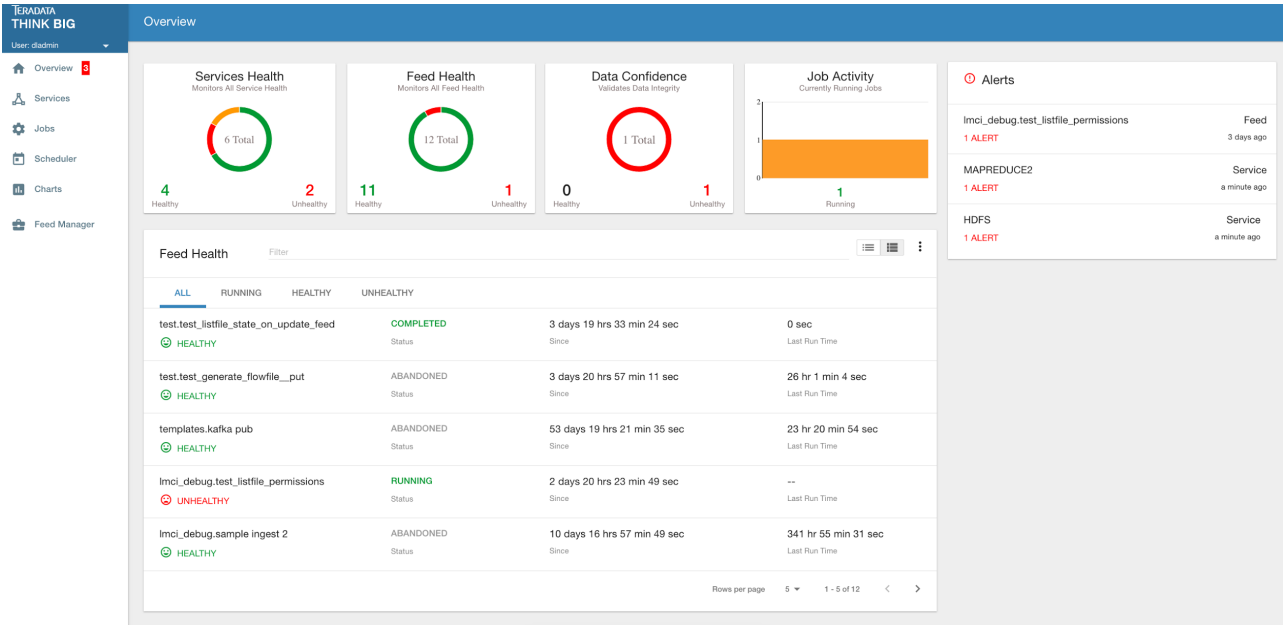 TERADATA
THINK BIG
User: dladmin
Overview 3
Services
Jobs
Scheduler
Charts
Feed Manager
Overview
Services Health
Monitors All Service Health
6 Total
4
Healthy
2
Unhealthy
Feed Health
Monitors All Feed Health
12 Total
11
Healthy
1
Unhealthy
Data Confidence
Validates Data Integrity
1 Total
0
Healthy
1
Unhealthy
Job Activity
Currently Running Jobs
2
1
0
1
Running
Feed Health Filter
ALL RUNNING HEALTHY UNHEALTHY
test.test_listfile_state_on_update_feed COMPLETED 3 days 19 hrs 33 min 24 sec 0 sec
HEALTHY Status Since Last Run Time
test.test_generate_flowfile__put ABANDONED 3 days 20 hrs 57 min 11 sec 26 hr 1 min 4 sec
HEALTHY Status Since Last Run Time
templates.kafka pub ABANDONED 53 days 19 hrs 21 min 35 sec 23 hr 20 min 54 sec
HEALTHY Status Since Last Run Time
lmci_debug.test_listfile_permissions RUNNING 2 days 20 hrs 23 min 49 sec --
UNHEALTHY Status Since Last Run Time
lmci_debug.sample ingest 2 ABANDONED 10 days 16 hrs 57 min 49 sec 341 hr 55 min 31 sec
HEALTHY Status Since Last Run Time
Rows per page 5 1 - 5 of 12
Alerts
lmci_debug.test_listfile_permissions Feed
1 ALERT 3 days ago
MAPREDUCE2 Service
1 ALERT a minute ago
HDFS Service
1 ALERT a minute ago